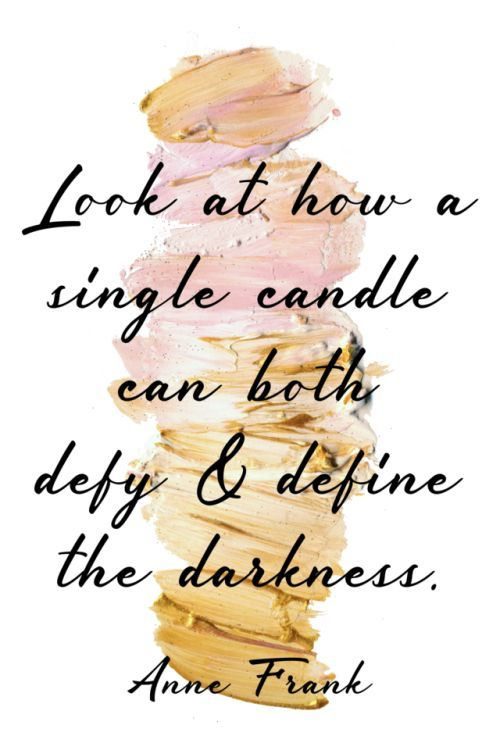 Look at how a
single candle
can both
defy & define
the darkness.
Anne Frank